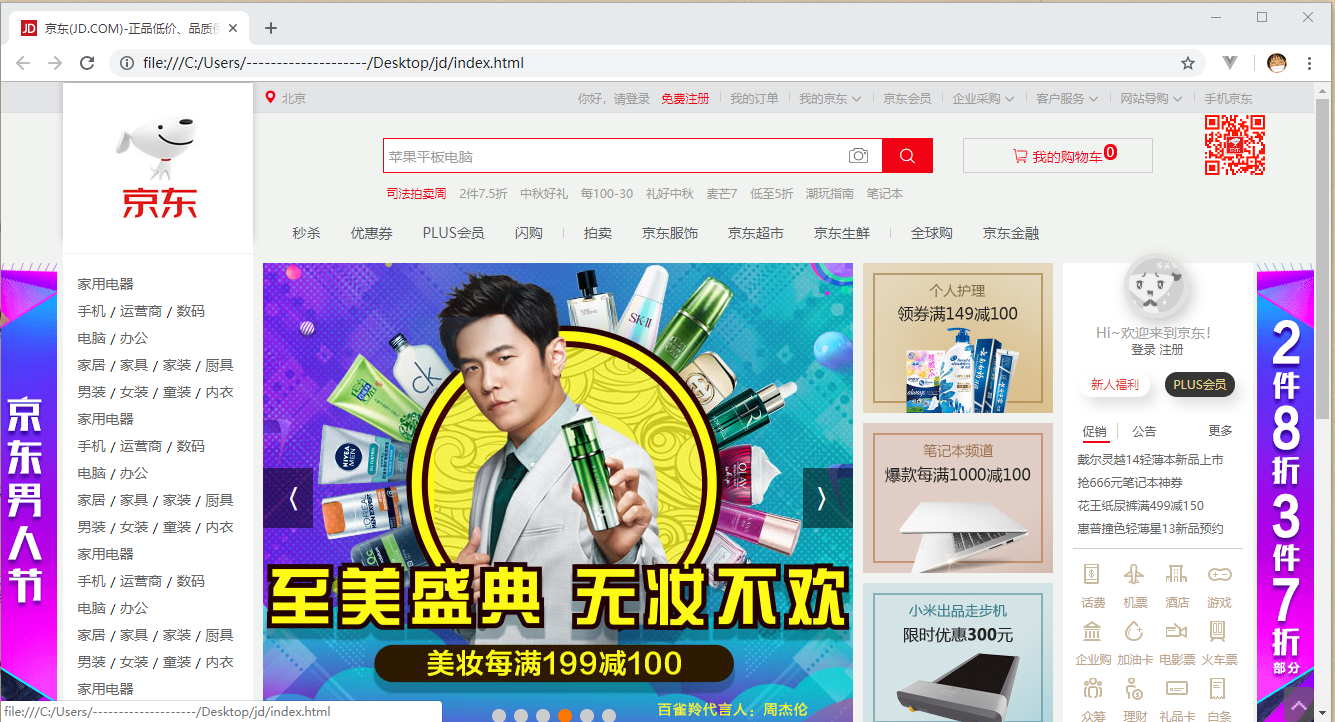 京东(JD.COM)-正品低价、品质保
file:///C:/Users/--------------------/Desktop/jd/index.html
北京
你好，请登录 免费注册 我的订单 我的京东 京东会员 企业采购 客户服务 网站导购 手机京东
京东
苹果平板电脑
我的购物车 0
司法拍卖周 2件7.5折 中秋好礼 每100-30 礼好中秋 麦芒7 低至5折 潮玩指南 笔记本
秒杀 优惠券 PLUS会员 闪购 拍卖 京东服饰 京东超市 京东生鲜 全球购 京东金融
家用电器
手机 / 运营商 / 数码
电脑 / 办公
家居 / 家具 / 家装 / 厨具
男装 / 女装 / 童装 / 内衣
家用电器
手机 / 运营商 / 数码
电脑 / 办公
家居 / 家具 / 家装 / 厨具
男装 / 女装 / 童装 / 内衣
家用电器
手机 / 运营商 / 数码
电脑 / 办公
家居 / 家具 / 家装 / 厨具
男装 / 女装 / 童装 / 内衣
家用电器
京东男人节
SK-II
ck
NIVEA
MEN
L'OREAL
MEN EXPERT
OLAY
至美盛典 无妆不欢
美妆每满199减100
百雀羚代言人：周杰伦
个人护理
领券满149减100
笔记本频道
爆款每满1000减100
小米出品走步机
限时优惠300元
Hi~欢迎来到京东!
登录 注册
新人福利 PLUS会员
促销 公告 更多
戴尔灵越14轻薄本新品上市
抢666元笔记本神券
花王纸尿裤满499减150
惠普撞色轻薄星13新品预约
话费 机票 酒店 游戏
企业购 加油卡 电影票 火车票
众筹 理财 礼品卡 白条
2件8折3件7折
部分
file:///C:/Users/--------------------/Desktop/jd/index.html